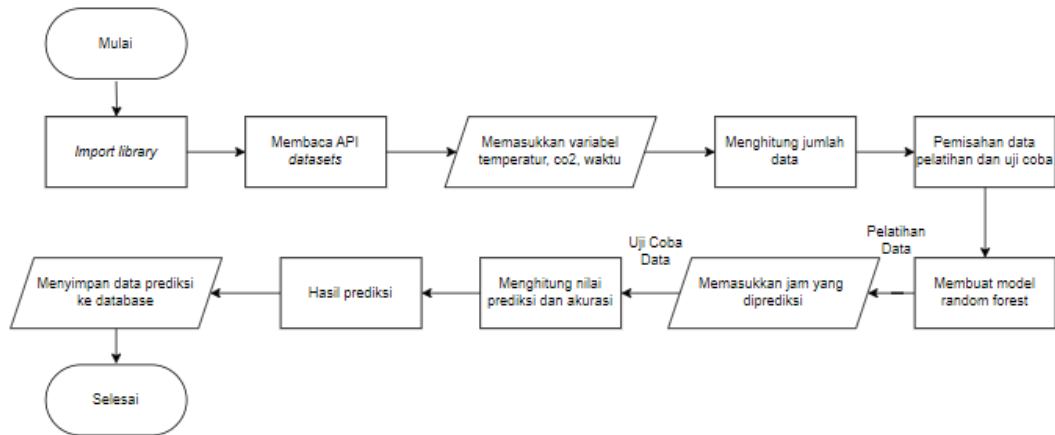 Mulai
Import library
Membaca API
datasets
Memasukkan variabel
temperatur, co2, waktu
Menghitung jumlah
data
Pemisahan data
pelatihan dan uji coba
Pelatihan
Data
Membuat model
random forest
Memasukkan jam yang
diprediksi
Uji Coba
Data
Menghitung nilai
prediksi dan akurasi
Hasil prediksi
Menyimpan data prediksi
ke database
Selesai